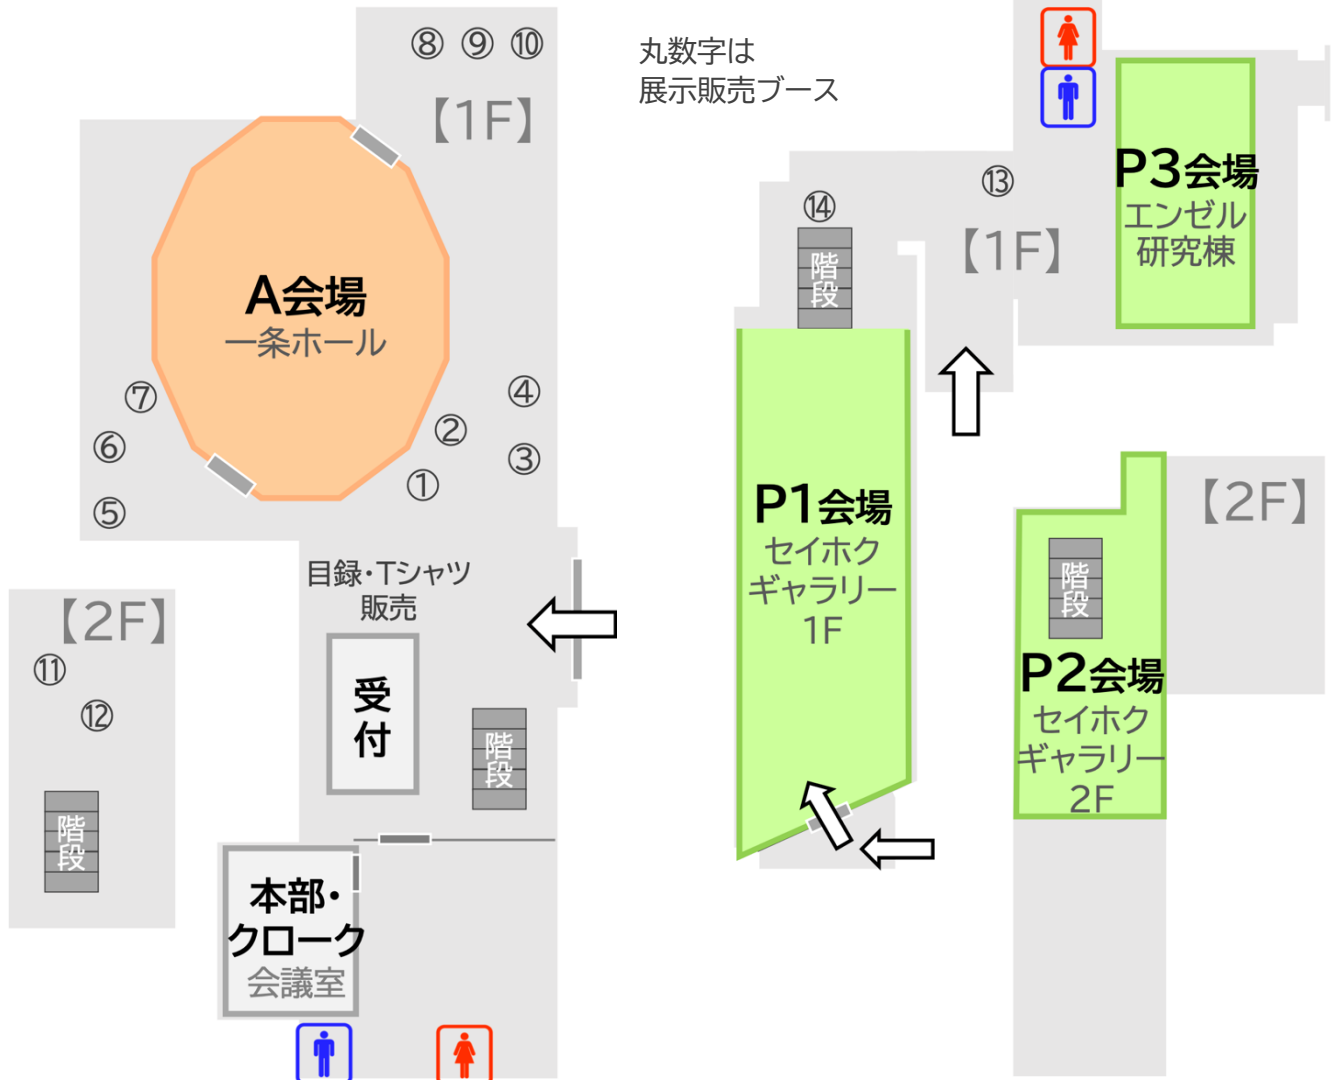 ⑧ ⑨ ⑩
【1F】
A会場
一条ホール
⑦
⑥
⑤
④
②
③
①
目録・Tシャツ
販売
受
付
階
段
【2F】
⑪
⑫
階
段
本部・
クローク
会議室
丸数字は
展示販売ブース
⑬
⑭
階
段
【1F】
P3会場
エンゼル
研究棟
P1会場
セイホク
ギャラリー
1F
【2F】
階
段
P2会場
セイホク
ギャラリー
2F